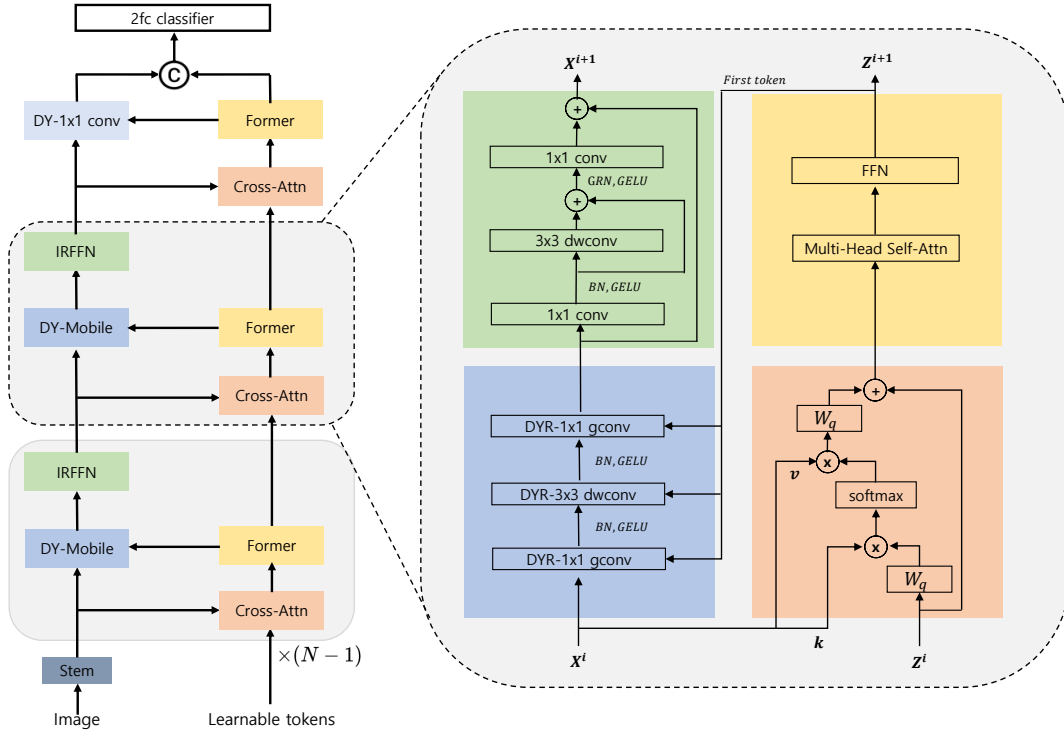 2fc classifier
C
DY-1x1 conv
Former
Cross-Attn
IRFFN
DY-Mobile
Former
Cross-Attn
IRFFN
DY-Mobile
Former
Cross-Attn
×(N − 1)
Stem
Image
Learnable tokens
X^{i+1}
First token
Z^{i+1}
+
1x1 conv
GRN, GELU
+
3x3 dwconv
BN, GELU
1x1 conv
FFN
Multi-Head Self-Attn
DYR-1x1 gconv
BN, GELU
DYR-3x3 dwconv
BN, GELU
DYR-1x1 gconv
+
W_q
x
v
softmax
x
W_q
k
X^i
Z^i